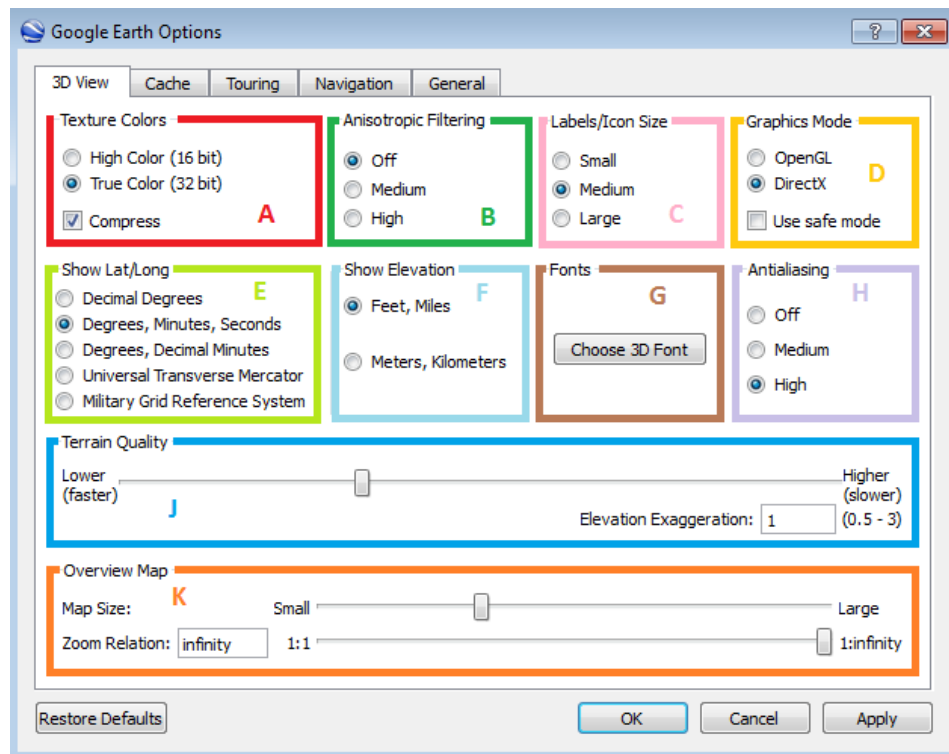 Google Earth Options
3D View Cache Touring Navigation General
Texture Colors
High Color (16 bit)
True Color (32 bit)
Compress
A
Anisotropic Filtering
Off
Medium
High
B
Labels/Icon Size
Small
Medium
Large
C
Graphics Mode
OpenGL
DirectX
D
Use safe mode
Show Lat/Long
E
Decimal Degrees
Degrees, Minutes, Seconds
Degrees, Decimal Minutes
Universal Transverse Mercator
Military Grid Reference System
Show Elevation
F
Feet, Miles
Meters, Kilometers
Fonts
G
Choose 3D Font
Antialiasing
H
Off
Medium
High
Terrain Quality
Lower
(faster)
Higher
(slower)
J
Elevation Exaggeration: 1 (0.5 - 3)
Overview Map
K
Map Size: Small Large
Zoom Relation: infinity 1:1 1:infinity
Restore Defaults OK Cancel Apply